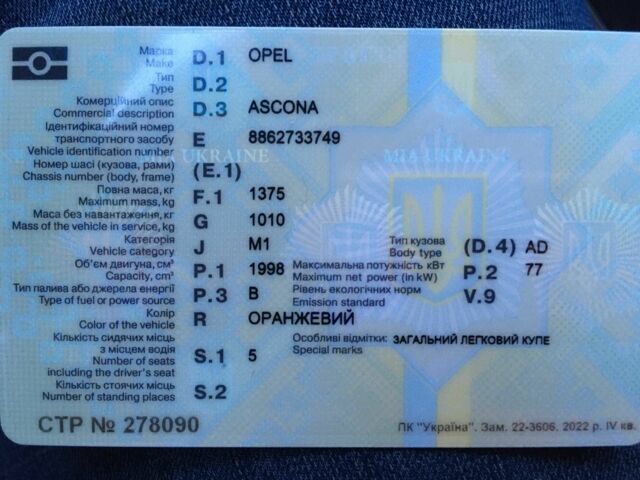 Марка
Make D.1 OPEL
Тип
Type D.2
Комерційний опис
Commercial description D.3 ASCONA
Ідентифікаційний номер
транспортного засобу E 8862733749
Vehicle identification number
MIA UKRAINE MIA UKRAINE
Номер шасі (кузова, рами)
Chassis number (body, frame) (E.1)
Повна маса, кг
Maximum mass, kg F.1 1375
Маса без навантаження, кг
Mass of the vehicle in service, kg G 1010
Категорія
Vehicle category J M1
Тип кузова
Body type (D.4) AD
Об'єм двигуна, см³
Capacity, cm³ P.1 1998
Максимальна потужність кВт
Maximum net power (in kW) P.2 77
Тип палива або джерела енергії
Type of fuel or power source P.3 B
Рівень екологічних норм
Emission standard V.9
Колір
Color of the vehicle R ОРАНЖЕВИЙ
Особливі відмітки: ЗАГАЛЬНИЙ ЛЕГКОВИЙ КУПЕ
Special marks
Кількість сидячих місць
з місцем водія
Number of seats S.1 5
including the driver's seat
Кількість стоячих місць
Number of standing places S.2
СТР № 278090
ПК "Україна". Зам. 22-3606. 2022 р. IV кв.